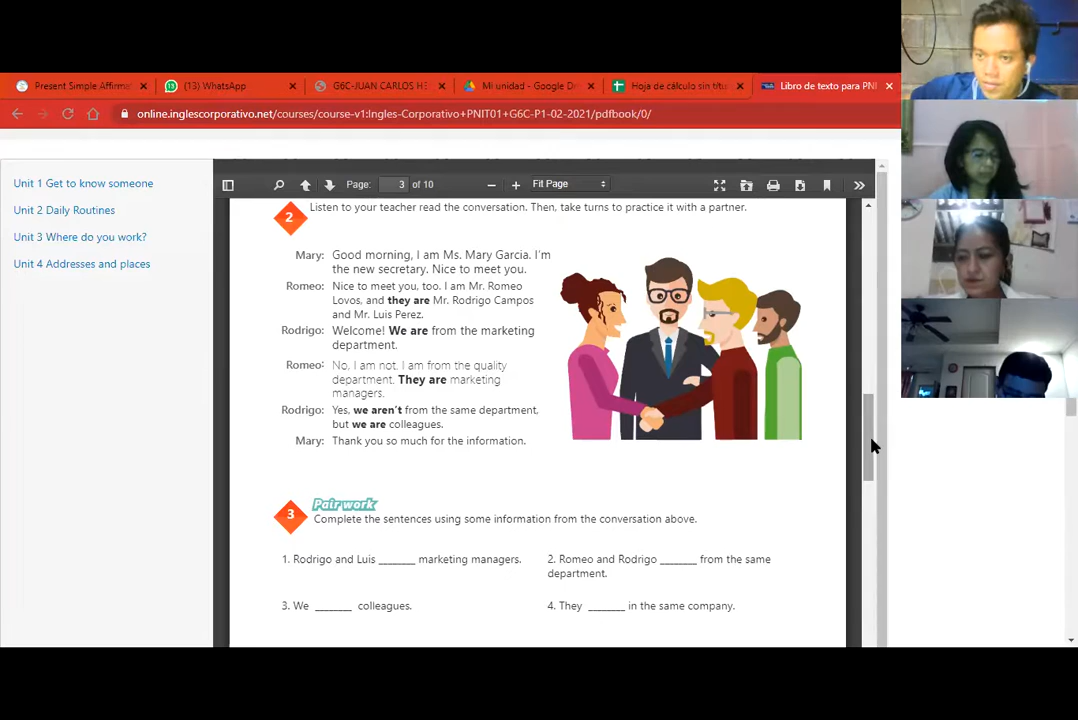 Present Simple Affirma
(13) WhatsApp
G6C-JUAN CARLOS HE
Mi unidad - Google D
Hoja de cálculo sin títu
Libro de texto para PNI
online.inglescorporativo.net/courses/course-v1:Ingles-Corporativo+PNIT01+G6C-P1-02-2021/pdfbook/0/
Unit 1 Get to know someone
Unit 2 Daily Routines
Unit 3 Where do you work?
Unit 4 Addresses and places
Page: 3 of 10
Fit Page
2 Listen to your teacher read the conversation. Then, take turns to practice it with a partner.
Mary: Good morning, I am Ms. Mary Garcia. I'm
the new secretary. Nice to meet you.
Romeo: Nice to meet you, too. I am Mr. Romeo
Lovos, and they are Mr. Rodrigo Campos
and Mr. Luis Perez.
Rodrigo: Welcome! We are from the marketing
department.
Romeo: No, I am not. I am from the quality
department. They are marketing
managers.
Rodrigo: Yes, we aren't from the same department,
but we are colleagues.
Mary: Thank you so much for the information.
Pair work
3 Complete the sentences using some information from the conversation above.
1. Rodrigo and Luis _______ marketing managers.
2. Romeo and Rodrigo _______ from the same
department.
3. We _______ colleagues.
4. They _______ in the same company.